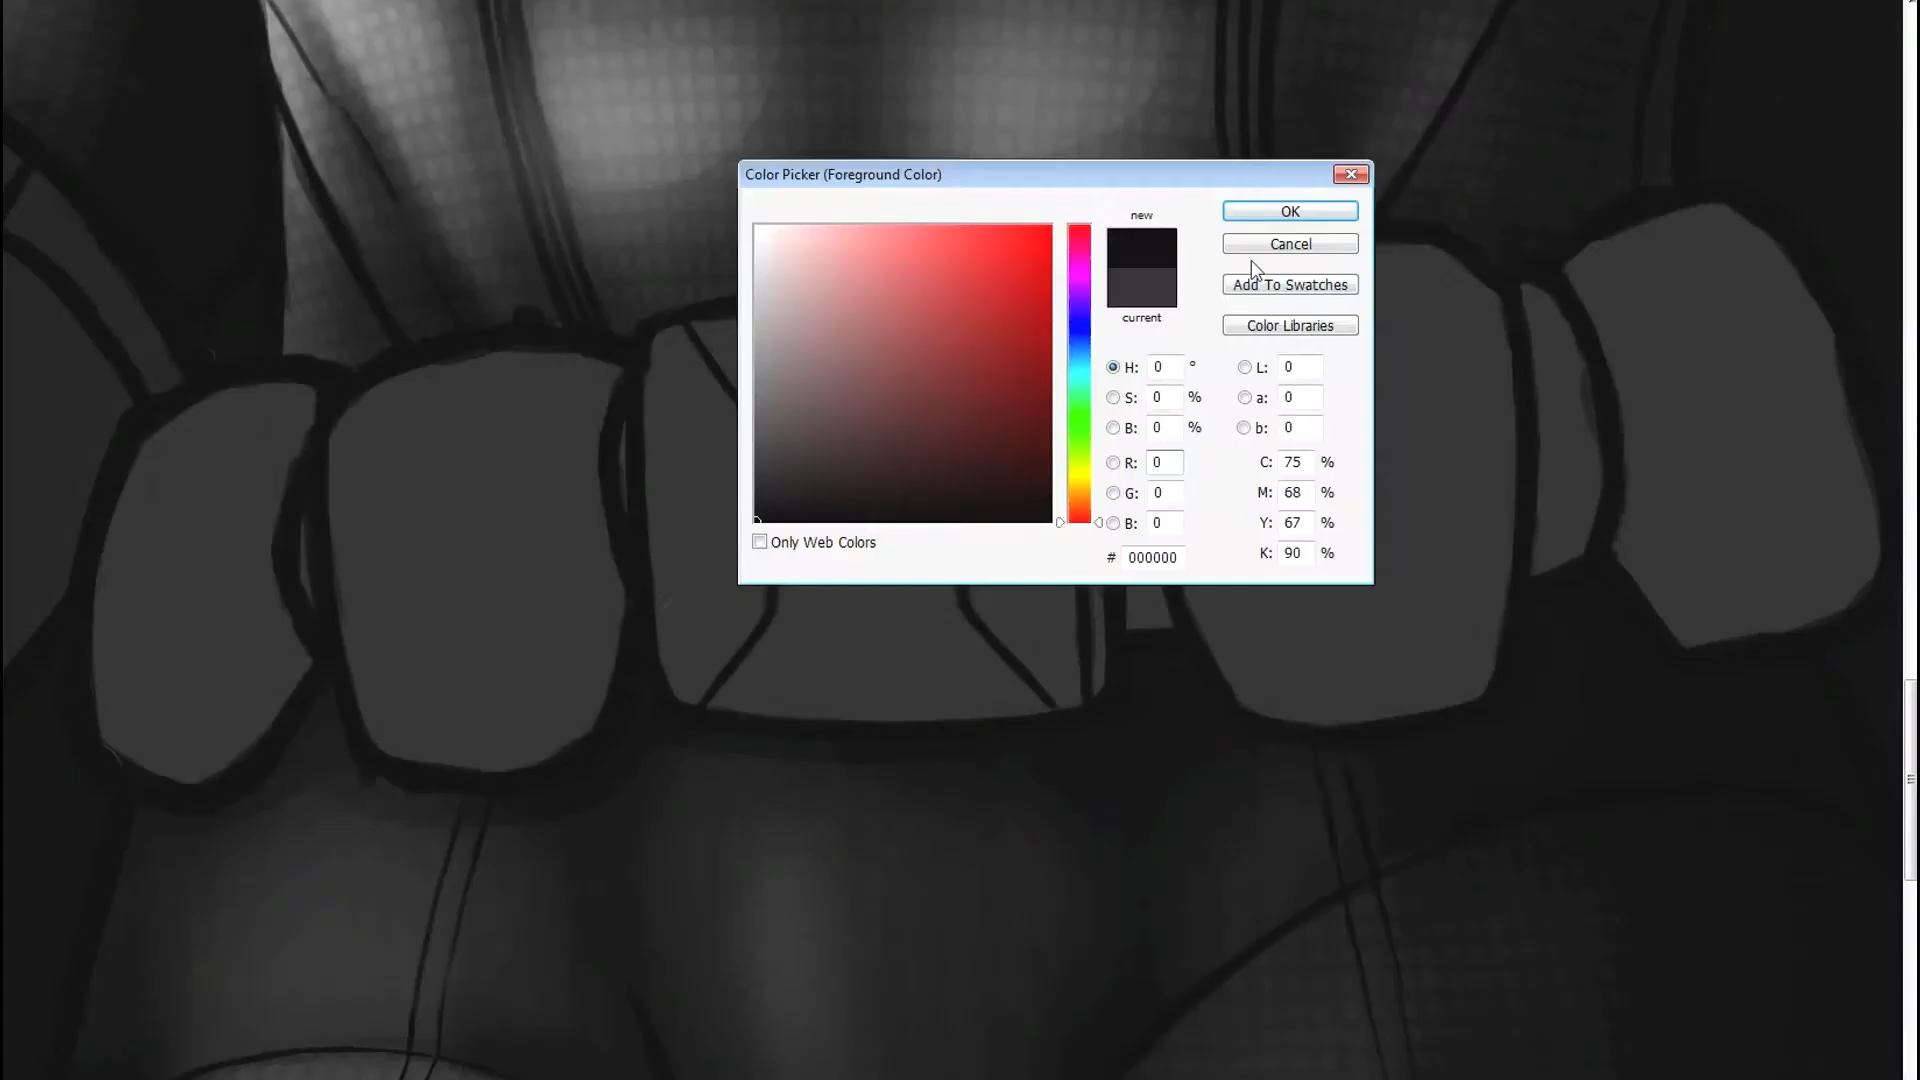 Color Picker (Foreground Color)
new
current
OK
Cancel
Add To Swatches
Color Libraries
H: 0 °
S: 0 %
B: 0 %
R: 0
G: 0
B: 0
# 000000
L: 0
a: 0
b: 0
C: 75 %
M: 68 %
Y: 67 %
K: 90 %
Only Web Colors